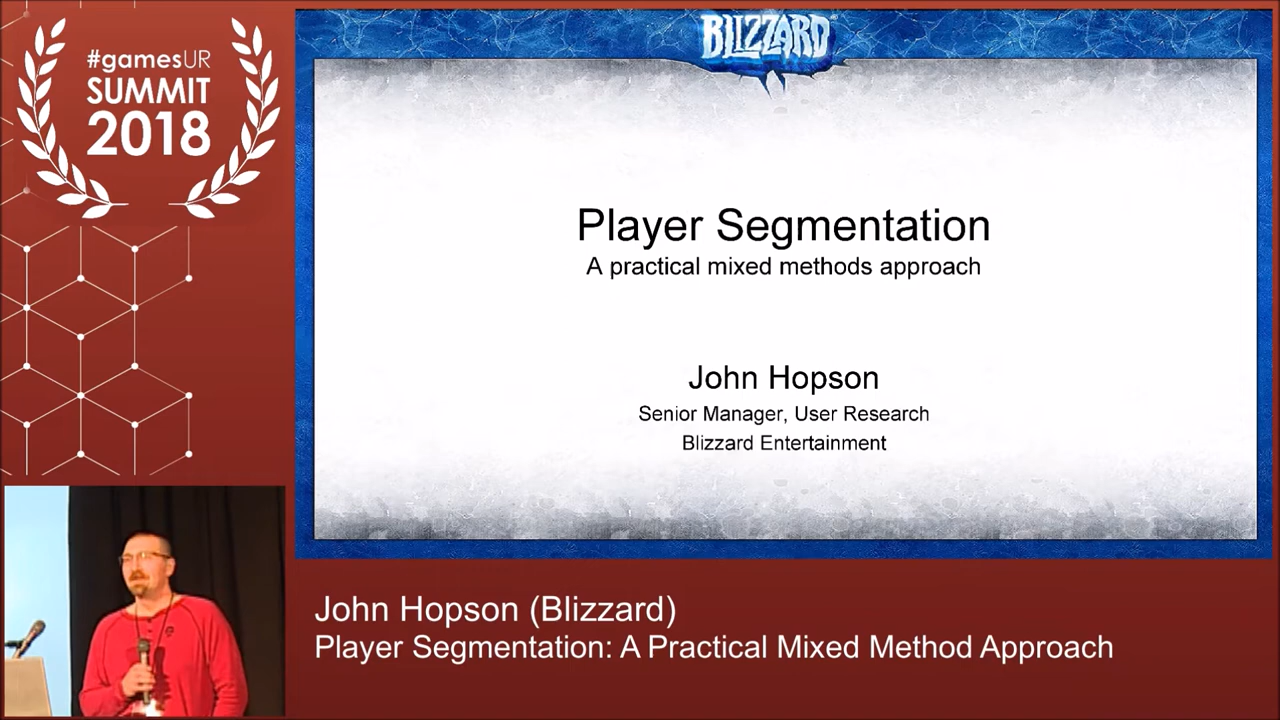 #gamesUR
SUMMIT
2018
BLIZZARD
Player Segmentation
A practical mixed methods approach
John Hopson
Senior Manager, User Research
Blizzard Entertainment
John Hopson (Blizzard)
Player Segmentation: A Practical Mixed Method Approach